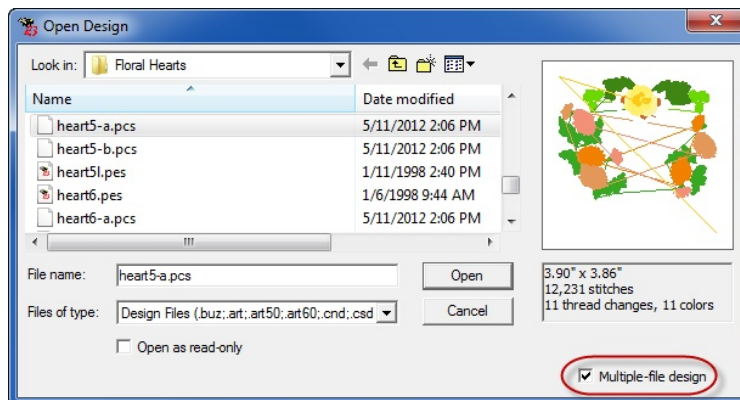 Open Design
Look in: Floral Hearts
Name Date modified
heart5-a.pcs 5/11/2012 2:06 PM
heart5-b.pcs 5/11/2012 2:06 PM
heart5l.pes 1/11/1998 2:40 PM
heart6.pes 1/6/1998 9:44 AM
heart6-a.pcs 5/11/2012 2:06 PM
File name: heart5-a.pcs Open
Files of type: Design Files (.buz;.art;.art50;.art60;.cnd;.csd Cancel
Open as read-only
3.90" x 3.86"
12,231 stitches
11 thread changes, 11 colors
Multiple-file design